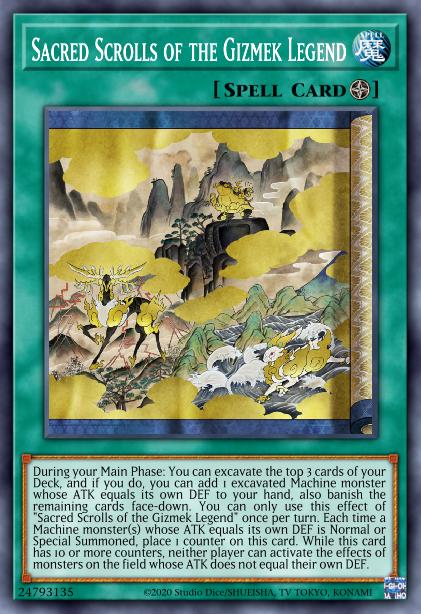 Sacred Scrolls of the Gizmek Legend
SPELL
魔
[Spell Card]
During your Main Phase: You can excavate the top 3 cards of your
Deck, and if you do, you can add 1 excavated Machine monster
whose ATK equals its own DEF to your hand, also banish the
remaining cards face-down. You can only use this effect of
"Sacred Scrolls of the Gizmek Legend" once per turn. Each time a
Machine monster(s) whose ATK equals its own DEF is Normal or
Special Summoned, place 1 counter on this card. While this card
has 10 or more counters, neither player can activate the effects of
monsters on the field whose ATK does not equal their own DEF.
24793135
©2020 Studio Dice/SHUEISHA, TV TOKYO, KONAMI